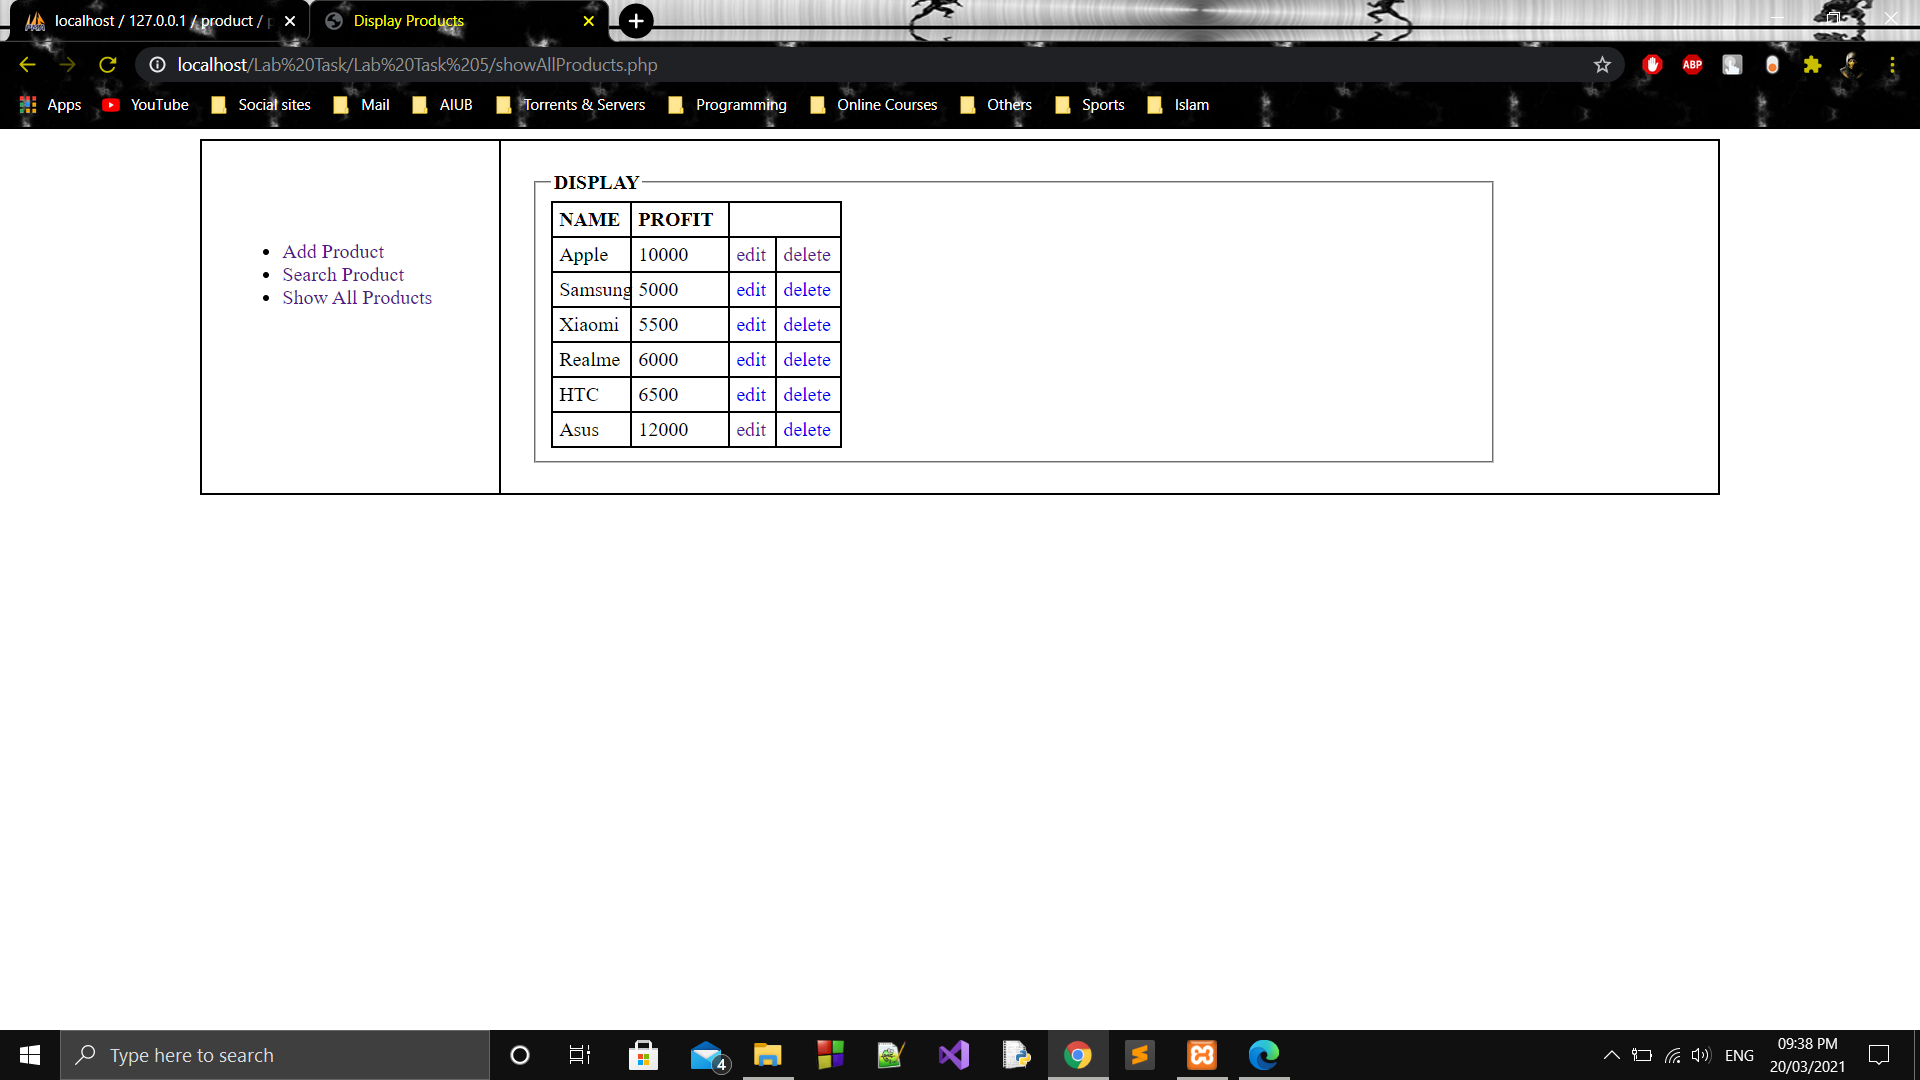 localhost / 127.0.0.1 / product / p
Display Products
localhost/Lab%20Task/Lab%20Task%205/showAllProducts.php
ABP
Apps YouTube Social sites Mail AIUB Torrents & Servers Programming Online Courses Others Sports Islam
Add Product
Search Product
Show All Products
DISPLAY
NAME PROFIT
Apple 10000 edit delete
Samsung 5000 edit delete
Xiaomi 5500 edit delete
Realme 6000 edit delete
HTC 6500 edit delete
Asus 12000 edit delete
Type here to search
4
ENG
09:38 PM
20/03/2021